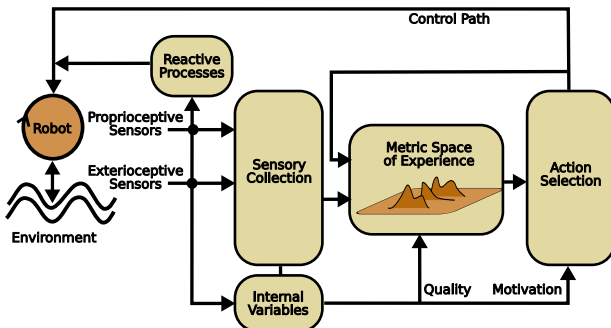 Control Path
Reactive
Processes
Proprioceptive
Sensors
Robot
Exterioceptive
Sensors
Sensory
Collection
Metric Space
of Experience
Action
Selection
Environment
Internal
Variables
Quality
Motivation